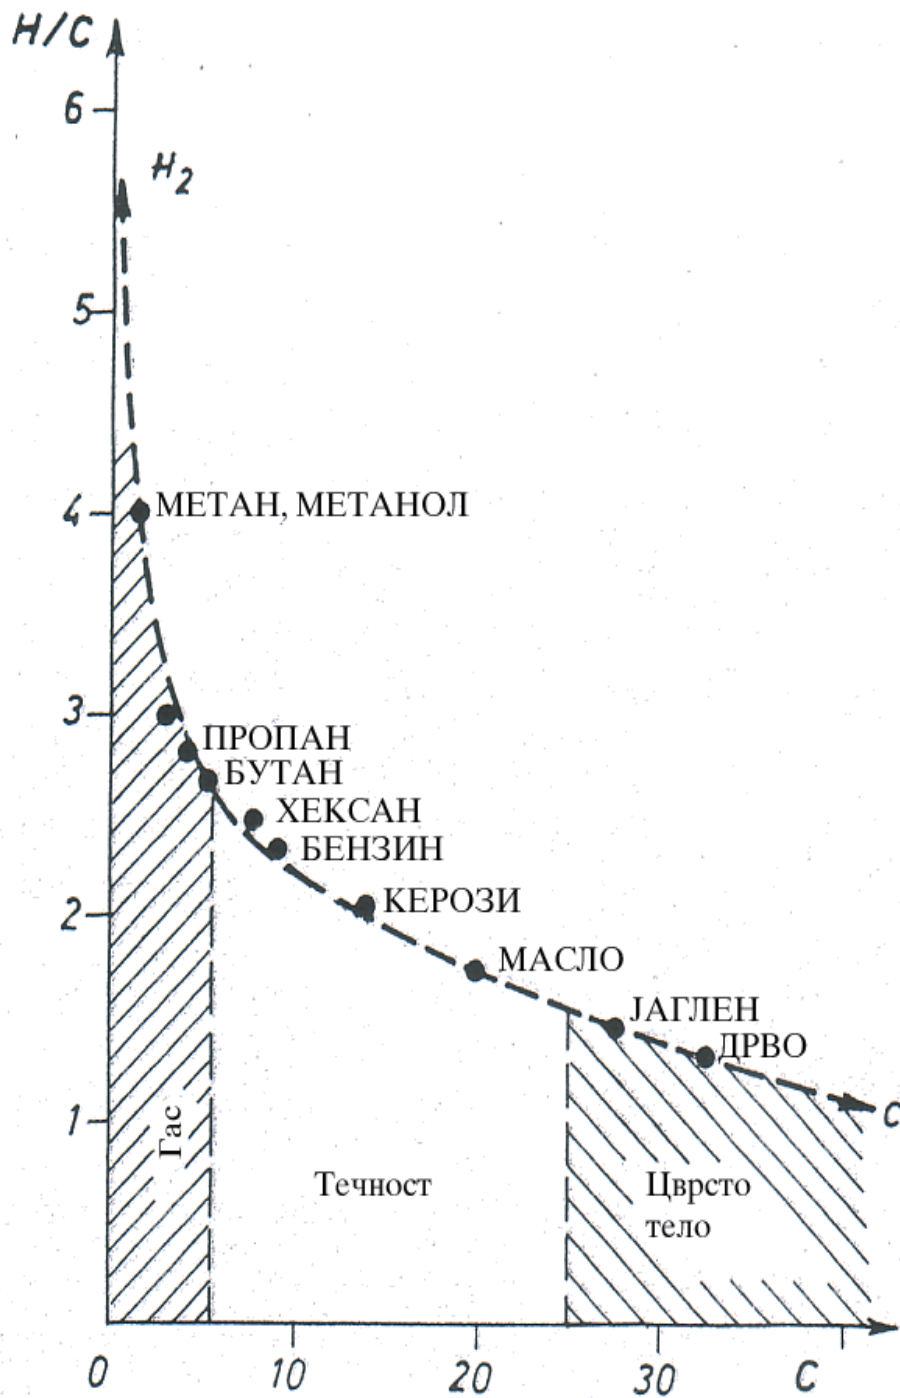 H/C
6
H2
5
4
МЕТАН, МЕТАНОЛ
3
ПРОПАН
БУТАН
ХЕКСАН
БЕНЗИН
2
КЕРОЗИ
МАСЛО
ЈАГЛЕН
ДРВО
1
C
Гас
Течност
Цврсто
тело
0
10
20
30
C